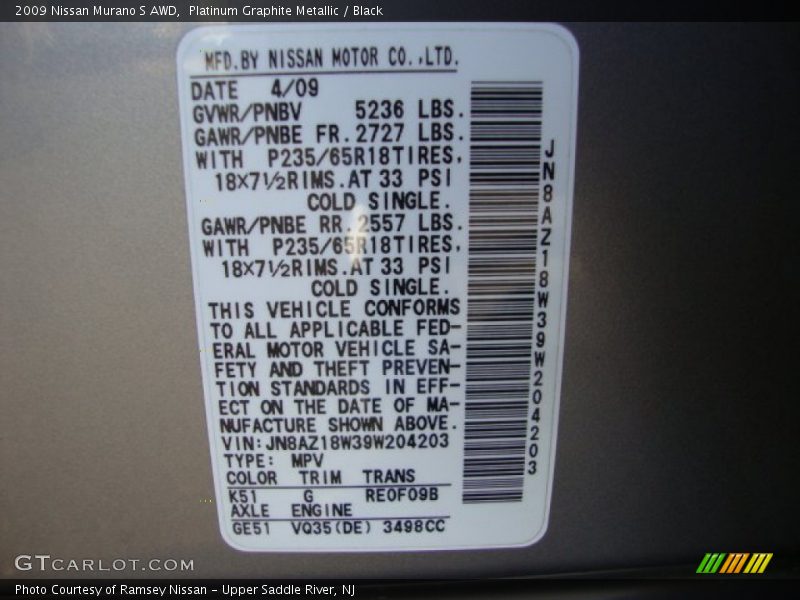 2009 Nissan Murano S AWD,  Platinum Graphite Metallic / Black
MFD.BY NISSAN MOTOR CO.,LTD.
DATE 4/09
GVWR/PNBV 5236 LBS.
GAWR/PNBE FR.2727 LBS.
WITH P235/65R18TIRES,
18X7½RIMS.AT 33 PSI
COLD SINGLE.
GAWR/PNBE RR.2557 LBS.
WITH P235/65R18TIRES,
18X7½RIMS.AT 33 PSI
COLD SINGLE.
THIS VEHICLE CONFORMS
TO ALL APPLICABLE FED-
ERAL MOTOR VEHICLE SA-
FETY AND THEFT PREVEN-
TION STANDARDS IN EFF-
ECT ON THE DATE OF MA-
NUFACTURE SHOWN ABOVE.
VIN:JN8AZ18W39W204203
TYPE: MPV
COLOR TRIM TRANS
K51 G RE0F09B
AXLE ENGINE
GE51 VQ35(DE) 3498CC
JN8AZ18W39W204203
GTCARLOT.COM
Photo Courtesy of Ramsey Nissan - Upper Saddle River, NJ